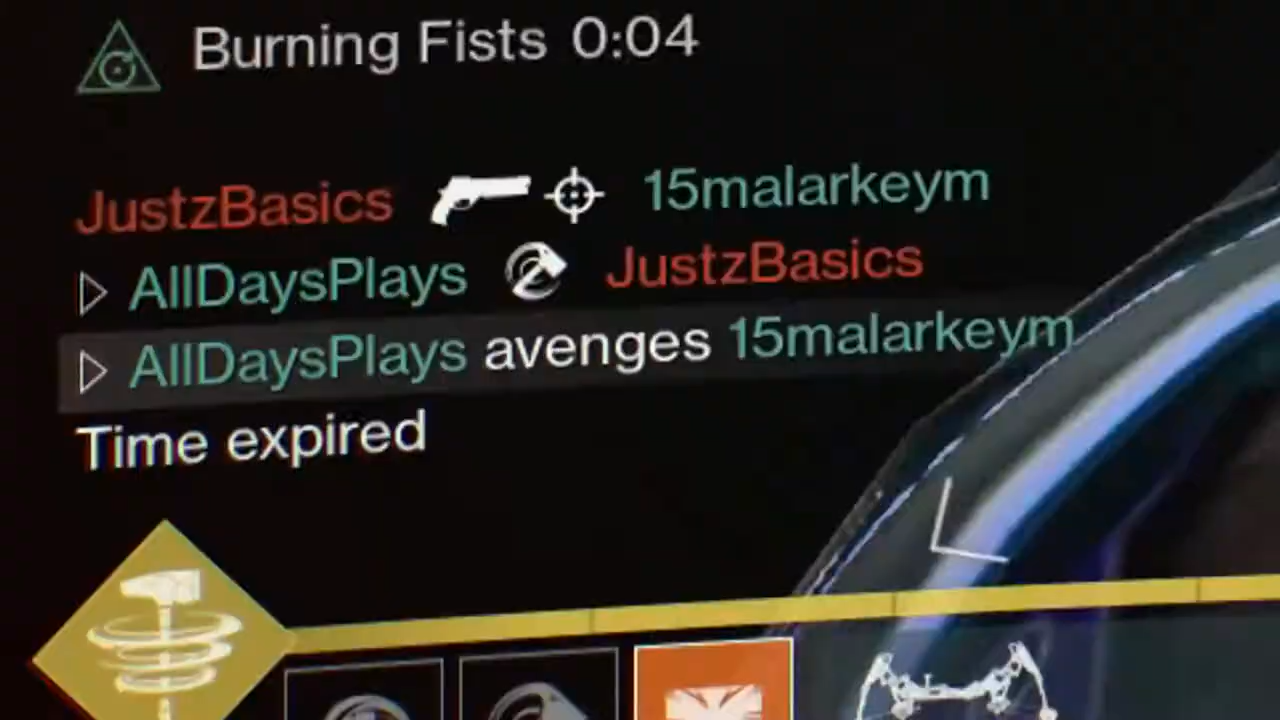 Burning Fists 0:04
JustzBasics 15malarkeym
AllDaysPlays JustzBasics
AllDaysPlays avenges 15malarkeym
Time expired